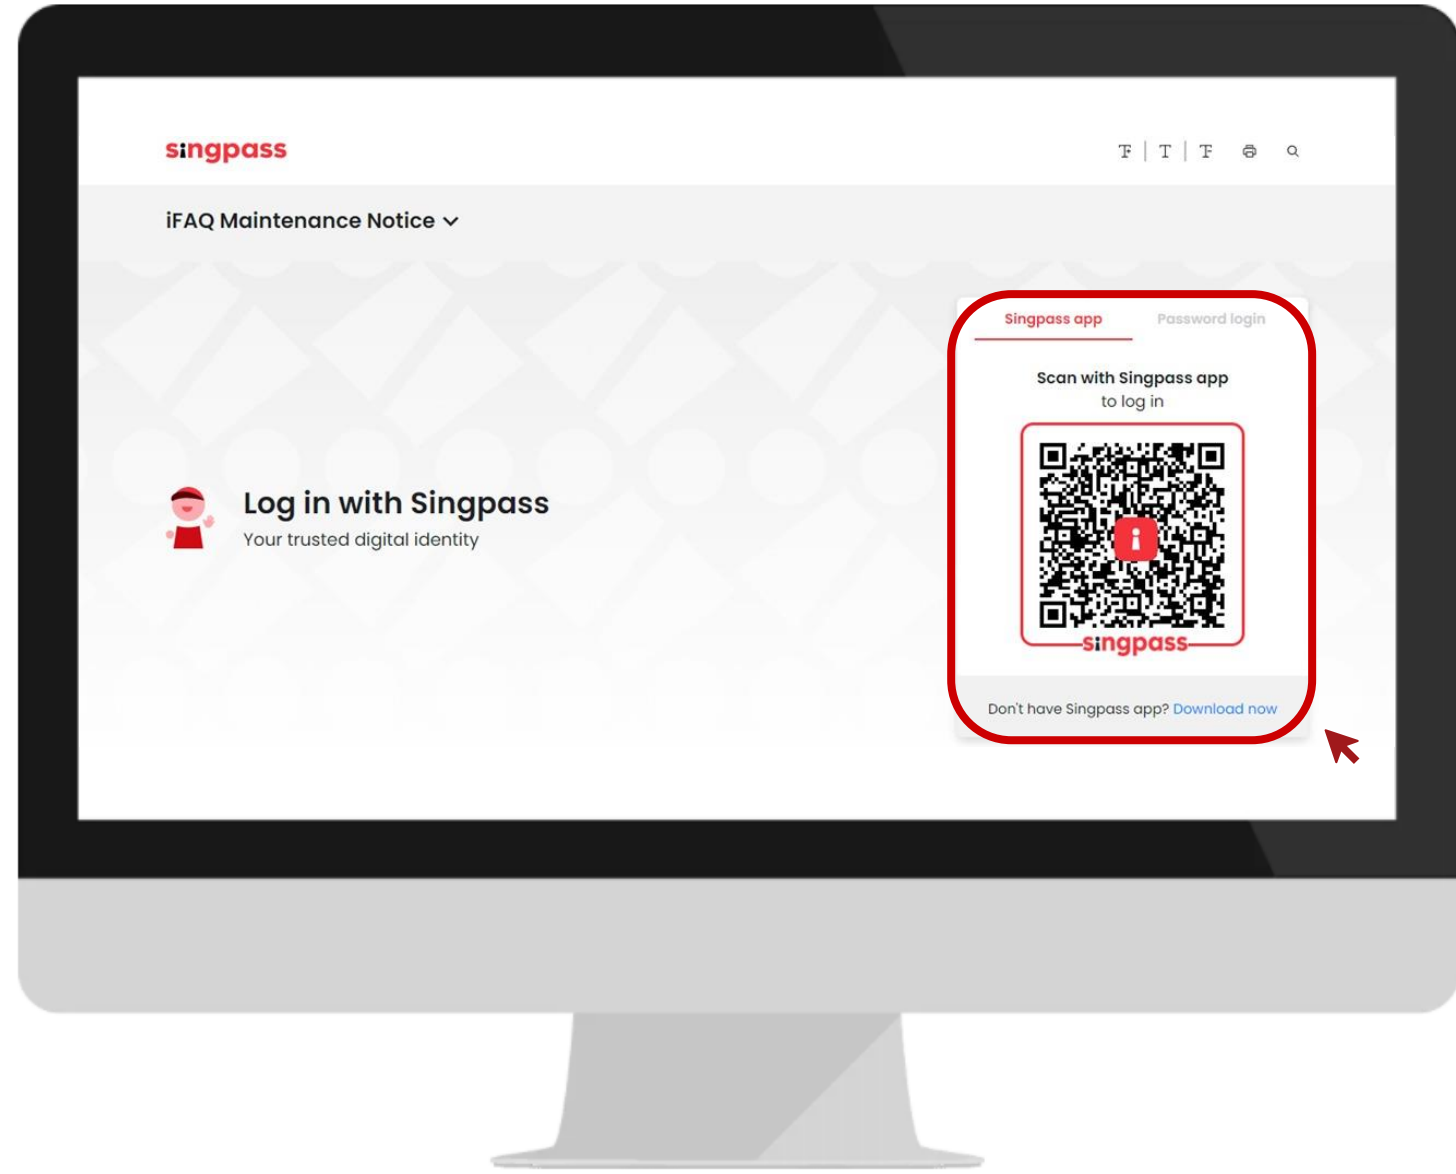 singpass
T+ | T | T-
iFAQ Maintenance Notice
Singpass app Password login
Scan with Singpass app
to log in
Log in with Singpass
Your trusted digital identity
singpass
Don't have Singpass app? Download now